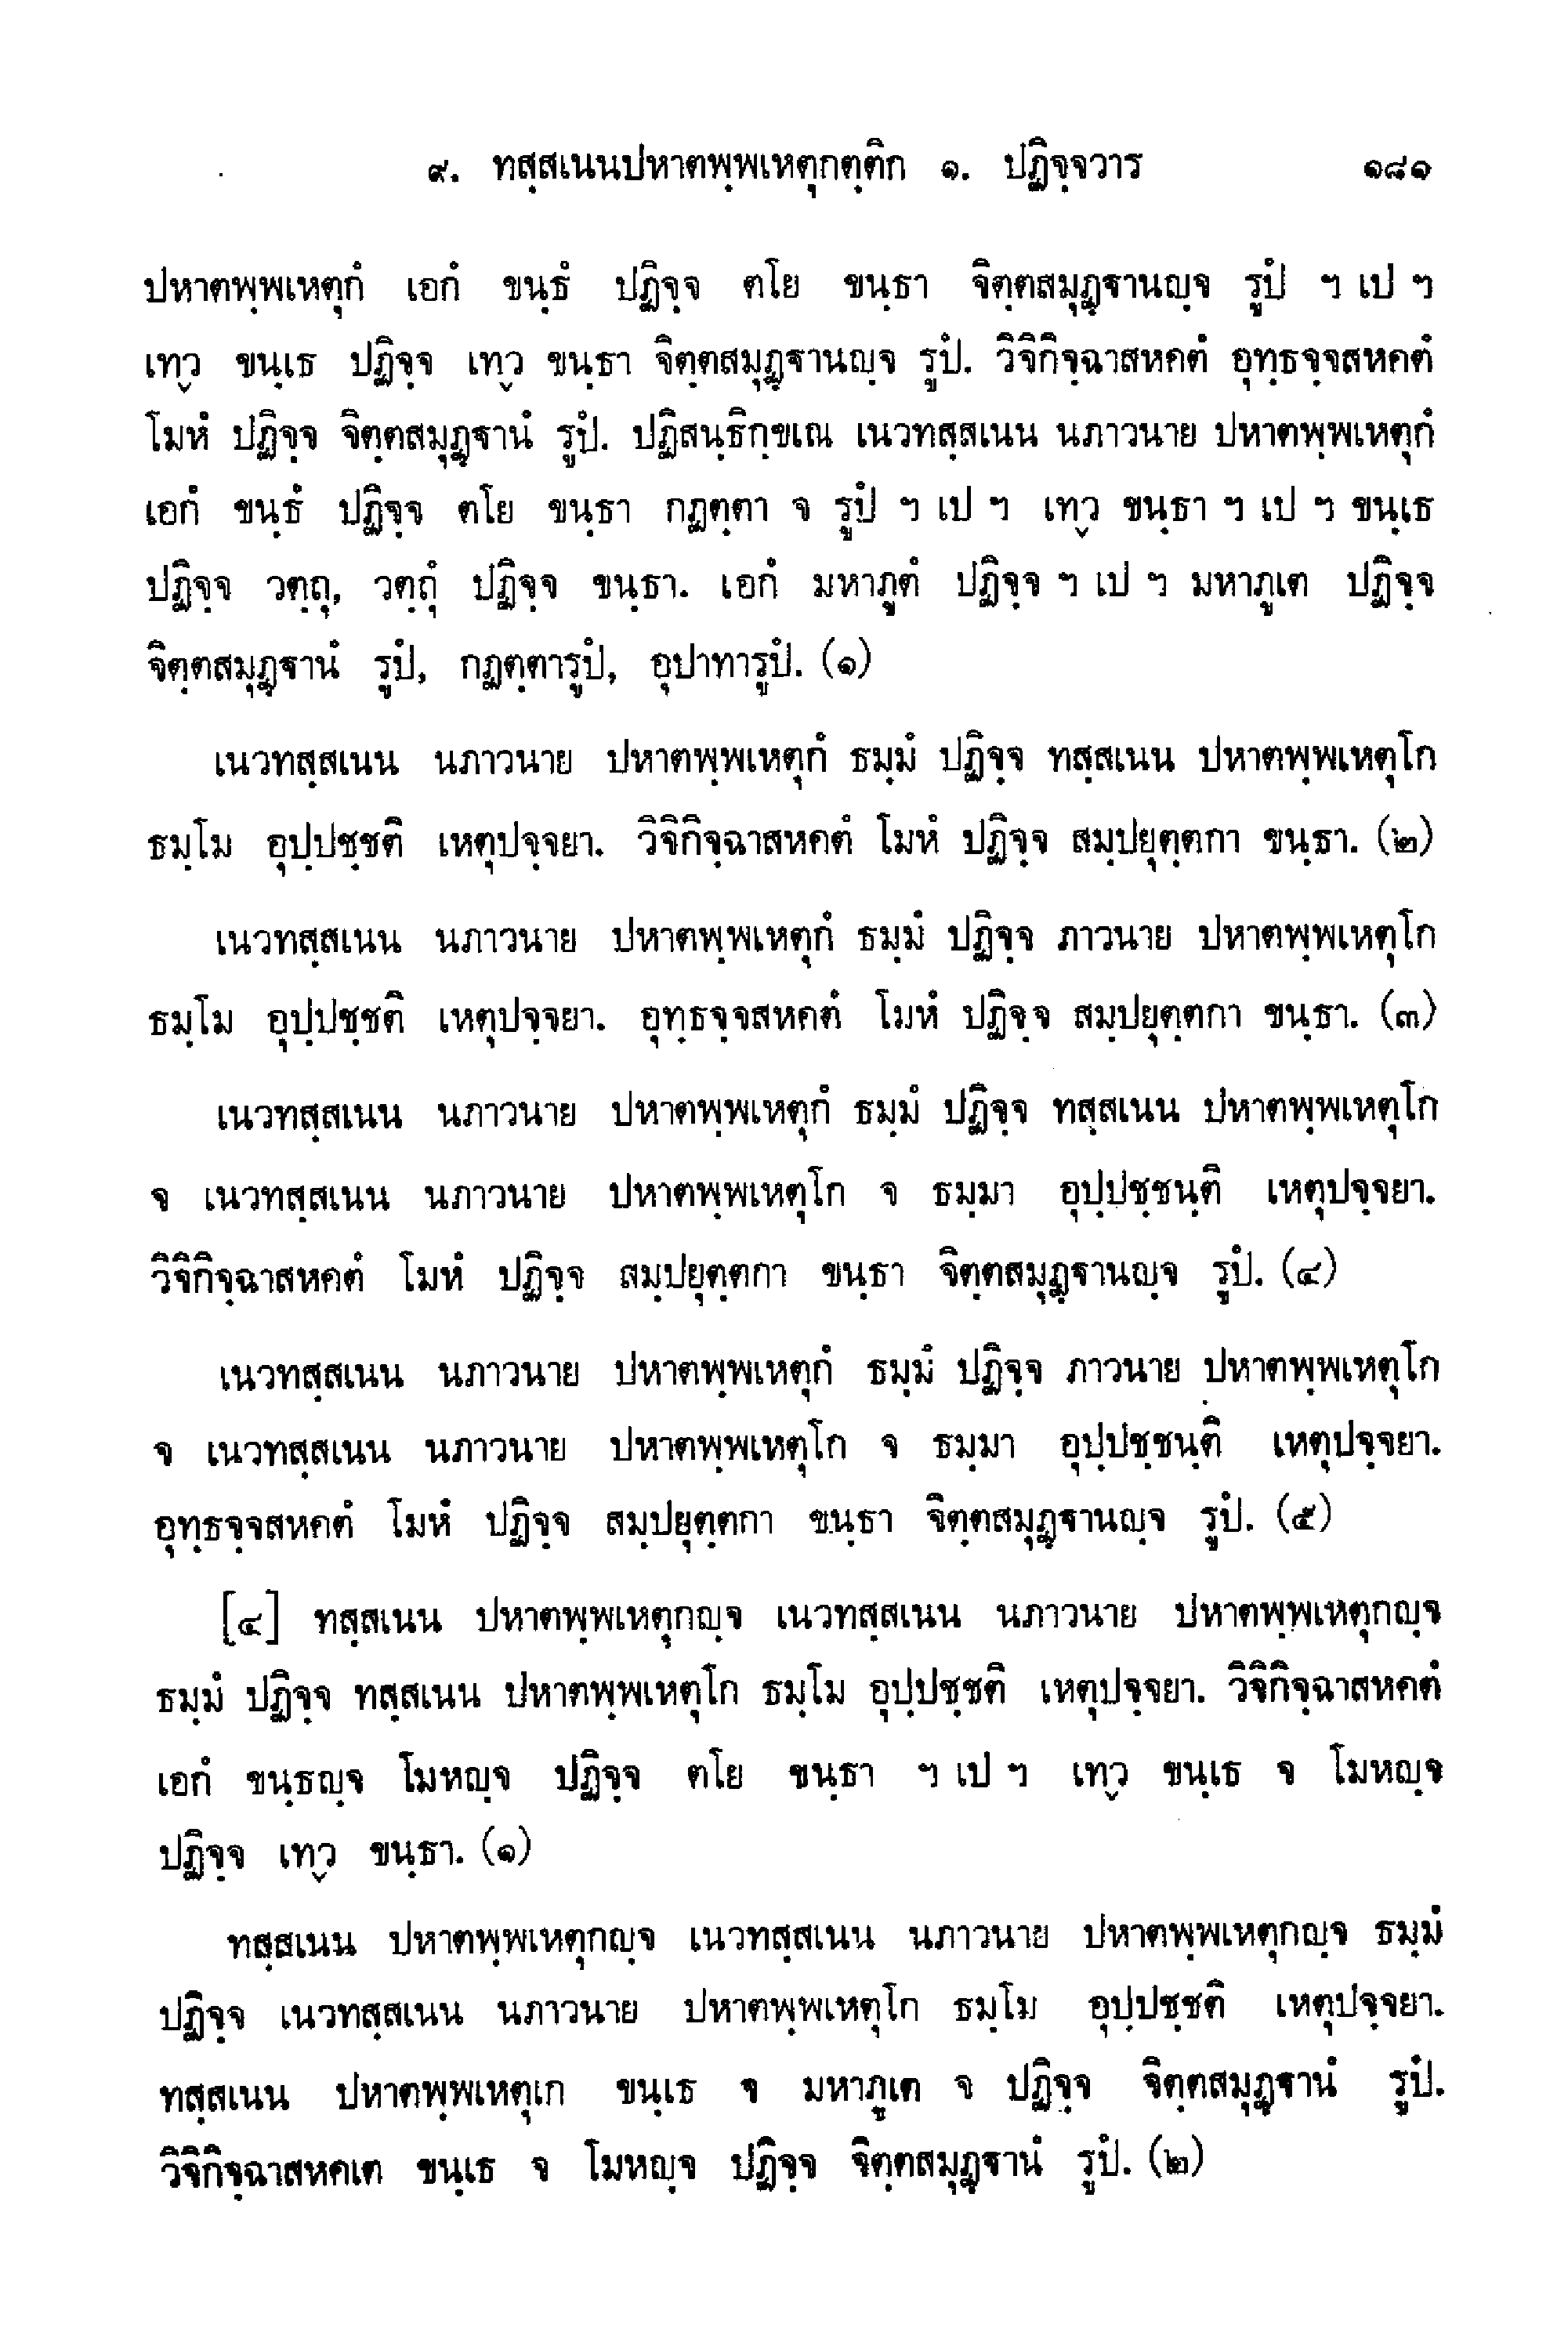 ๙. ทสฺสเนนปหาตพฺพเหตุกตฺติก ๑. ปฏิจฺจวาร ๑๘๑
ปหาตพฺพเหตุกํ เอกํ ขนฺธํ ปฏิจฺจ ตโย ขนฺธา จิตฺตสมุฏฺฐานญฺจ รูปํ ฯ เป ฯ
เทฺว ขนฺเธ ปฏิจฺจ เทฺว ขนฺธา จิตฺตสมุฏฺฐานญฺจ รูปํ. วิจิกิจฺฉาสหคตํ อุทฺธจฺจสหคตํ
โมหํ ปฏิจฺจ จิตฺตสมุฏฺฐานํ รูปํ. ปฏิสนฺธิกฺขเณ เนวทสฺสเนน นภาวนาย ปหาตพฺพเหตุกํ
เอกํ ขนฺธํ ปฏิจฺจ ตโย ขนฺธา กฏตฺตา จ รูปํ ฯ เป ฯ เทฺว ขนฺธา ฯ เป ฯ ขนฺเธ
ปฏิจฺจ วตฺถุ, วตฺถุํ ปฏิจฺจ ขนฺธา. เอกํ มหาภูตํ ปฏิจฺจ ฯ เป ฯ มหาภูเต ปฏิจฺจ
จิตฺตสมุฏฺฐานํ รูปํ, กฏตฺตารูปํ, อุปาทารูปํ. (๑)
เนวทสฺสเนน นภาวนาย ปหาตพฺพเหตุกํ ธมฺมํ ปฏิจฺจ ทสฺสเนน ปหาตพฺพเหตุโก
ธมฺโม อุปฺปชฺชติ เหตุปจฺจยา. วิจิกิจฺฉาสหคตํ โมหํ ปฏิจฺจ สมฺปยุตฺตกา ขนฺธา. (๒)
เนวทสฺสเนน นภาวนาย ปหาตพฺพเหตุกํ ธมฺมํ ปฏิจฺจ ภาวนาย ปหาตพฺพเหตุโก
ธมฺโม อุปฺปชฺชติ เหตุปจฺจยา. อุทฺธจฺจสหคตํ โมหํ ปฏิจฺจ สมฺปยุตฺตกา ขนฺธา. (๓)
เนวทสฺสเนน นภาวนาย ปหาตพฺพเหตุกํ ธมฺมํ ปฏิจฺจ ทสฺสเนน ปหาตพฺพเหตุโก
จ เนวทสฺสเนน นภาวนาย ปหาตพฺพเหตุโก จ ธมฺมา อุปฺปชฺชนฺติ เหตุปจฺจยา.
วิจิกิจฺฉาสหคตํ โมหํ ปฏิจฺจ สมฺปยุตฺตกา ขนฺธา จิตฺตสมุฏฺฐานญฺจ รูปํ. (๔)
เนวทสฺสเนน นภาวนาย ปหาตพฺพเหตุกํ ธมฺมํ ปฏิจฺจ ภาวนาย ปหาตพฺพเหตุโก
จ เนวทสฺสเนน นภาวนาย ปหาตพฺพเหตุโก จ ธมฺมา อุปฺปชฺชนฺติ เหตุปจฺจยา.
อุทฺธจฺจสหคตํ โมหํ ปฏิจฺจ สมฺปยุตฺตกา ขนฺธา จิตฺตสมุฏฺฐานญฺจ รูปํ. (๕)
[๔] ทสฺสเนน ปหาตพฺพเหตุกญฺจ เนวทสฺสเนน นภาวนาย ปหาตพฺพเหตุกญฺจ
ธมฺมํ ปฏิจฺจ ทสฺสเนน ปหาตพฺพเหตุโก ธมฺโม อุปฺปชฺชติ เหตุปจฺจยา. วิจิกิจฺฉาสหคตํ
เอกํ ขนฺธญฺจ โมหญฺจ ปฏิจฺจ ตโย ขนฺธา ฯ เป ฯ เทฺว ขนฺเธ จ โมหญฺจ
ปฏิจฺจ เทฺว ขนฺธา. (๑)
ทสฺสเนน ปหาตพฺพเหตุกญฺจ เนวทสฺสเนน นภาวนาย ปหาตพฺพเหตุกญฺจ ธมฺมํ
ปฏิจฺจ เนวทสฺสเนน นภาวนาย ปหาตพฺพเหตุโก ธมฺโม อุปฺปชฺชติ เหตุปจฺจยา.
ทสฺสเนน ปหาตพฺพเหตุเก ขนฺเธ จ มหาภูเต จ ปฏิจฺจ จิตฺตสมุฏฺฐานํ รูปํ.
วิจิกิจฺฉาสหคเต ขนฺเธ จ โมหญฺจ ปฏิจฺจ จิตฺตสมุฏฺฐานํ รูปํ. (๒)